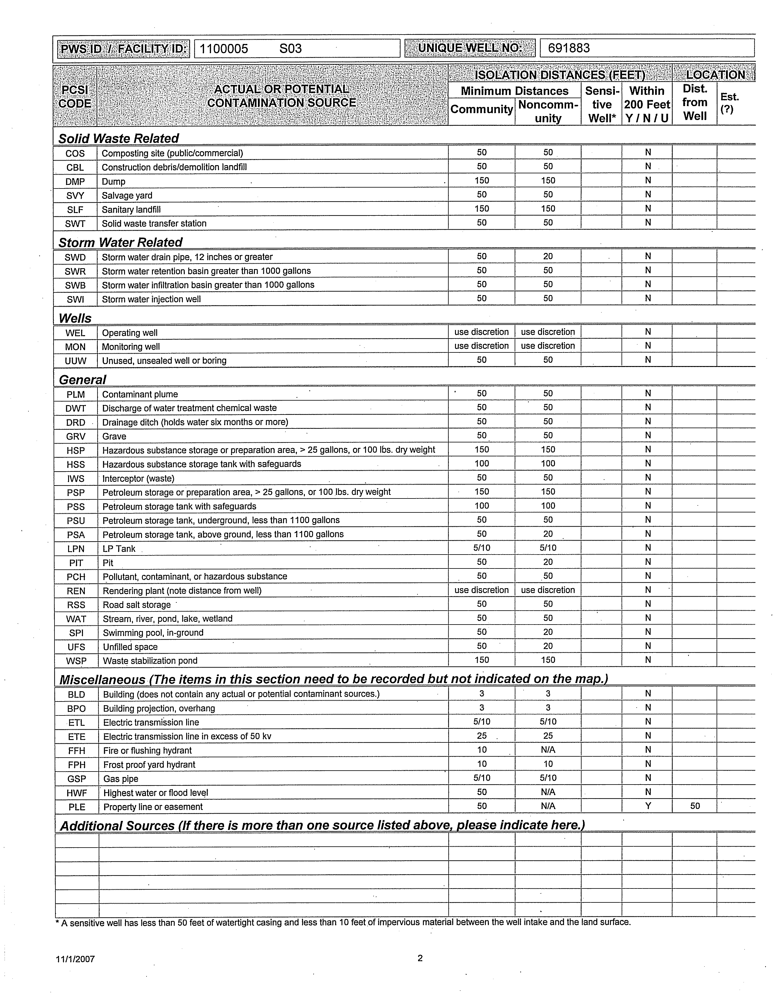 PWS ID / FACILITY ID: 1100005 S03 UNIQUE WELL NO: 691883
PCSI CODE ACTUAL OR POTENTIAL CONTAMINATION SOURCE ISOLATION DISTANCES (FEET) LOCATION
Minimum Distances Sensi- Within Dist.
Community Noncomm- tive 200 Feet from Est.
unity Well* Y / N / U Well (?)
Solid Waste Related
COS Composting site (public/commercial) 50 50 N
CBL Construction debris/demolition landfill 50 50 N
DMP Dump 150 150 N
SVY Salvage yard 50 50 N
SLF Sanitary landfill 150 150 N
SWT Solid waste transfer station 50 50 N
Storm Water Related
SWD Storm water drain pipe, 12 inches or greater 50 20 N
SWR Storm water retention basin greater than 1000 gallons 50 50 N
SWB Storm water infiltration basin greater than 1000 gallons 50 50 N
SWI Storm water injection well 50 50 N
Wells
WEL Operating well use discretion use discretion N
MON Monitoring well use discretion use discretion N
UUW Unused, unsealed well or boring 50 50 N
General
PLM Contaminant plume 50 50 N
DWT Discharge of water treatment chemical waste 50 50 N
DRD Drainage ditch (holds water six months or more) 50 50 N
GRV Grave 50 50 N
HSP Hazardous substance storage or preparation area, > 25 gallons, or 100 lbs. dry weight 150 150 N
HSS Hazardous substance storage tank with safeguards 100 100 N
IWS Interceptor (waste) 50 50 N
PSP Petroleum storage or preparation area, > 25 gallons, or 100 lbs. dry weight 150 150 N
PSS Petroleum storage tank with safeguards 100 100 N
PSU Petroleum storage tank, underground, less than 1100 gallons 50 50 N
PSA Petroleum storage tank, above ground, less than 1100 gallons 50 20 N
LPN LP Tank 5/10 5/10 N
PIT Pit 50 20 N
PCH Pollutant, contaminant, or hazardous substance 50 50 N
REN Rendering plant (note distance from well) use discretion use discretion N
RSS Road salt storage 50 50 N
WAT Stream, river, pond, lake, wetland 50 50 N
SPI Swimming pool, in-ground 50 20 N
UFS Unfilled space 50 20 N
WSP Waste stabilization pond 150 150 N
Miscellaneous (The items in this section need to be recorded but not indicated on the map.)
BLD Building (does not contain any actual or potential contaminant sources.) 3 3 N
BPO Building projection, overhang 3 3 N
ETL Electric transmission line 5/10 5/10 N
ETE Electric transmission line in excess of 50 kv 25 25 N
FFH Fire or flushing hydrant 10 N/A N
FPH Frost proof yard hydrant 10 10 N
GSP Gas pipe 5/10 5/10 N
HWF Highest water or flood level 50 N/A N
PLE Property line or easement 50 N/A Y 50
Additional Sources (If there is more than one source listed above, please indicate here.)
* A sensitive well has less than 50 feet of watertight casing and less than 10 feet of impervious material between the well intake and the land surface.
11/1/2007 2